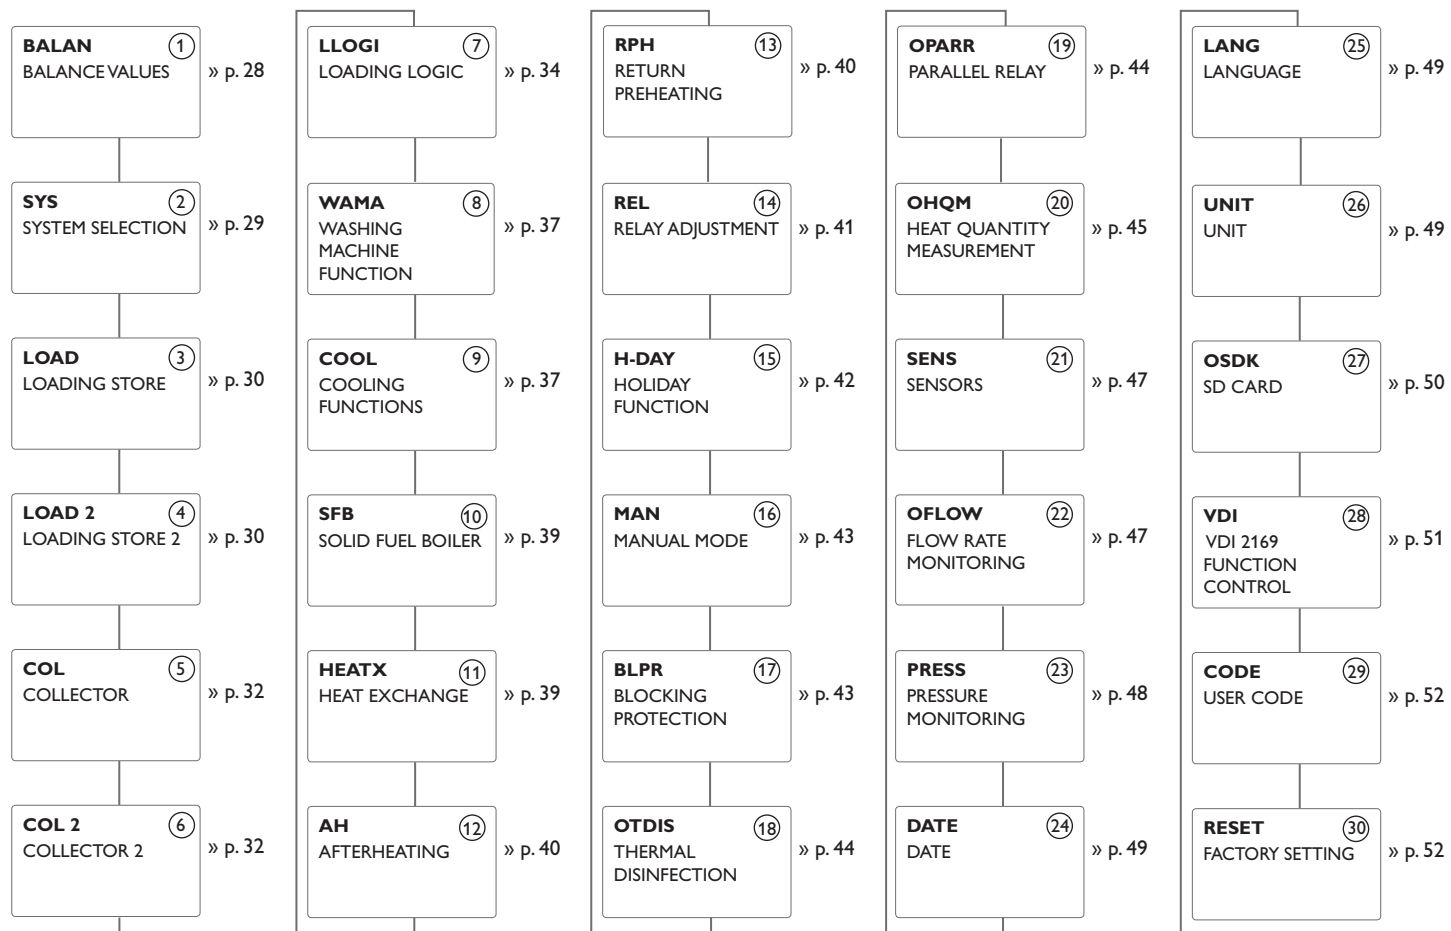 BALAN 1
BALANCE VALUES
» p. 28
SYS 2
SYSTEM SELECTION
» p. 29
LOAD 3
LOADING STORE
» p. 30
LOAD 2 4
LOADING STORE 2
» p. 30
COL 5
COLLECTOR
» p. 32
COL 2 6
COLLECTOR 2
» p. 32
LLOGI 7
LOADING LOGIC
» p. 34
WAMA 8
WASHING
MACHINE
FUNCTION
» p. 37
COOL 9
COOLING
FUNCTIONS
» p. 37
SFB 10
SOLID FUEL BOILER
» p. 39
HEATX 11
HEAT EXCHANGE
» p. 39
AH 12
AFTERHEATING
» p. 40
RPH 13
RETURN
PREHEATING
» p. 40
REL 14
RELAY ADJUSTMENT
» p. 41
H-DAY 15
HOLIDAY
FUNCTION
» p. 42
MAN 16
MANUAL MODE
» p. 43
BLPR 17
BLOCKING
PROTECTION
» p. 43
OTDIS 18
THERMAL
DISINFECTION
» p. 44
OPARR 19
PARALLEL RELAY
» p. 44
OHQM 20
HEAT QUANTITY
MEASUREMENT
» p. 45
SENS 21
SENSORS
» p. 47
OFLOW 22
FLOW RATE
MONITORING
» p. 47
PRESS 23
PRESSURE
MONITORING
» p. 48
DATE 24
DATE
» p. 49
LANG 25
LANGUAGE
» p. 49
UNIT 26
UNIT
» p. 49
OSDK 27
SD CARD
» p. 50
VDI 28
VDI 2169
FUNCTION
CONTROL
» p. 51
CODE 29
USER CODE
» p. 52
RESET 30
FACTORY SETTING
» p. 52